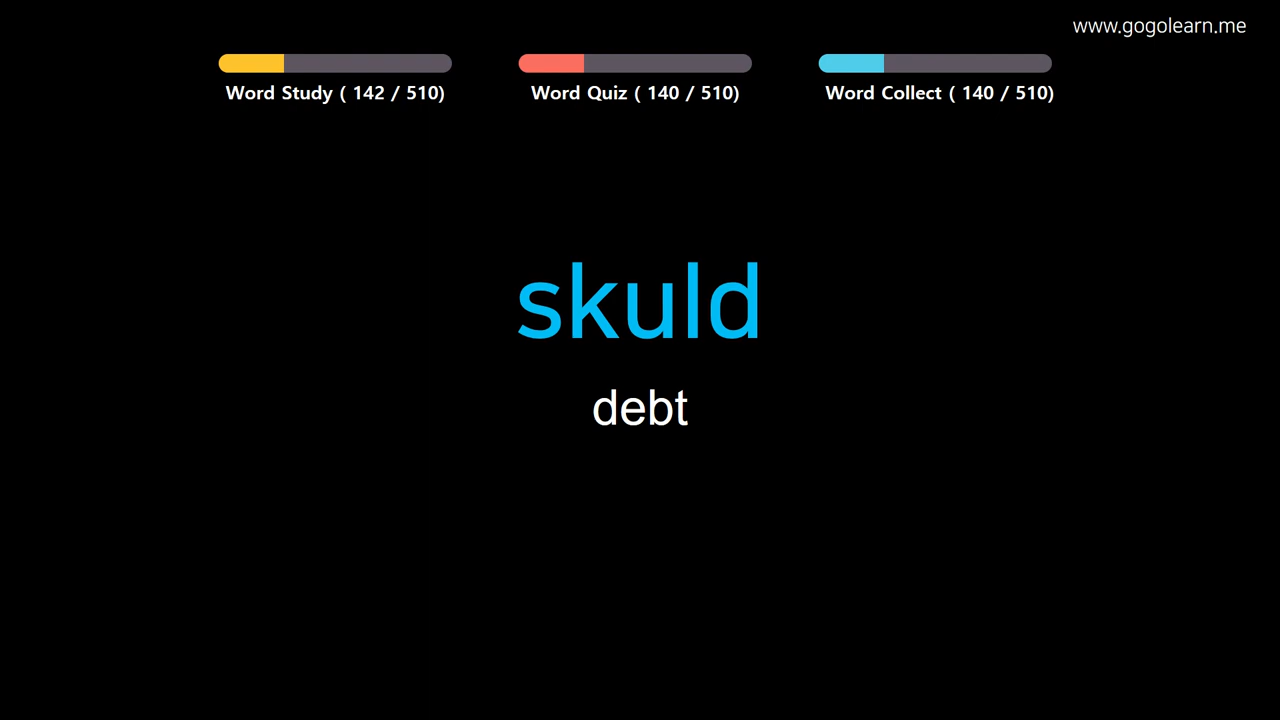 www.gogolearn.me
Word Study ( 142 / 510)
Word Quiz ( 140 / 510)
Word Collect ( 140 / 510)
skuld
debt